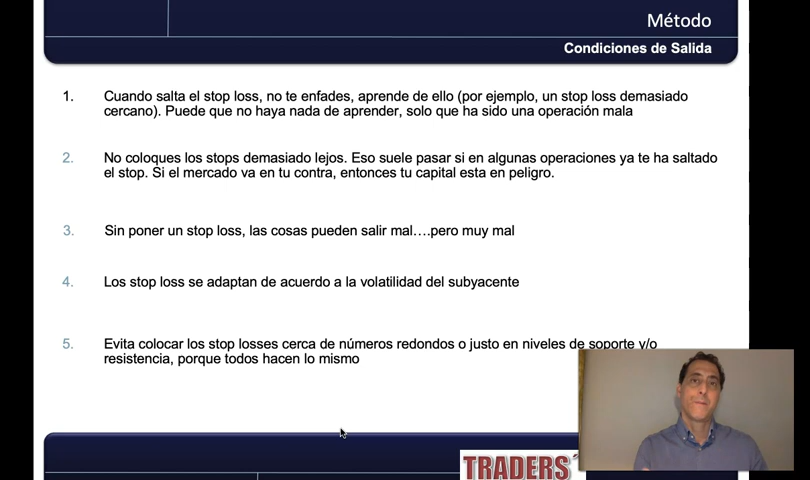 Método
Condiciones de Salida
1. Cuando salta el stop loss, no te enfades, aprende de ello (por ejemplo, un stop loss demasiado
cercano). Puede que no haya nada de aprender, solo que ha sido una operación mala
2. No coloques los stops demasiado lejos. Eso suele pasar si en algunas operaciones ya te ha saltado
el stop. Si el mercado va en tu contra, entonces tu capital esta en peligro.
3. Sin poner un stop loss, las cosas pueden salir mal….pero muy mal
4. Los stop loss se adaptan de acuerdo a la volatilidad del subyacente
5. Evita colocar los stop losses cerca de números redondos o justo en niveles de soporte y/o
resistencia, porque todos hacen lo mismo
TRADERS'